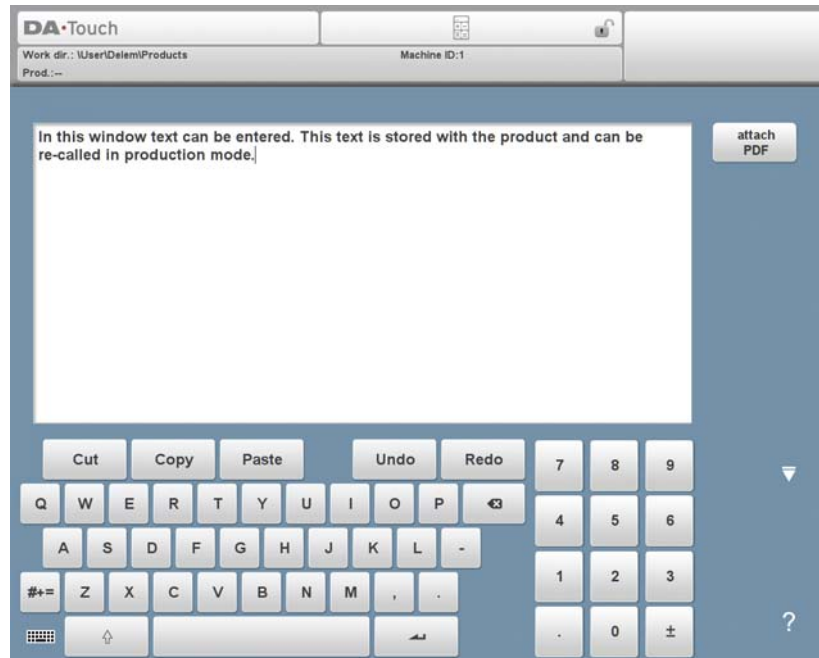 DA·Touch
Work dir.: \User\Delem\Products
Machine ID:1
Prod.:--
In this window text can be entered. This text is stored with the product and can be
re-called in production mode.
attach
PDF
Cut Copy Paste Undo Redo 7 8 9
Q W E R T Y U I O P
4 5 6
A S D F G H J K L -
1 2 3
#+= Z X C V B N M , .
. 0 ±
?